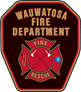 WAUWATOSA
FIRE
DEPARTMENT
FIRE
RESCUE